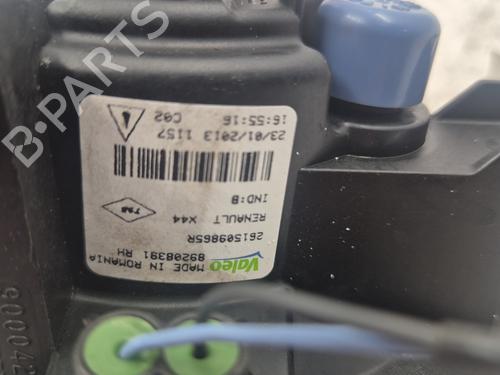 Valeo
MADE IN ROMANIA
89208391 RH
261509865R
RENAULT X44
IND:B
23/01/2013 1157
16:55:16 C02
B-PARTS